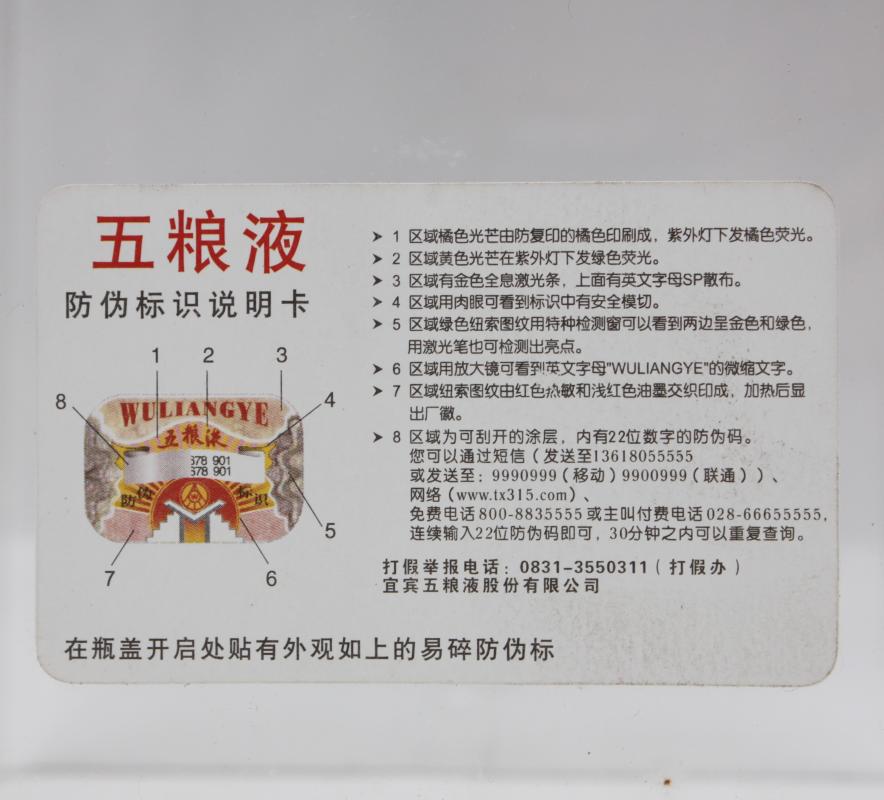 五粮液
防伪标识说明卡
1 2 3
8 4
WULIANGYE
五粮液
678 901
678 901
防伪标识
5
7 6
➤ 1 区域橘色光芒由防复印的橘色印刷成，紫外灯下发橘色荧光。
➤ 2 区域黄色光芒在紫外灯下发绿色荧光。
➤ 3 区域有金色全息激光条，上面有英文字母SP散布。
➤ 4 区域用肉眼可看到标识中有安全模切。
➤ 5 区域绿色纽索图纹用特种检测窗可以看到两边呈金色和绿色，
用激光笔也可检测出亮点。
➤ 6 区域用放大镜可看到英文字母"WULIANGYE"的微缩文字。
➤ 7 区域纽索图纹由红色热敏和浅红色油墨交织印成，加热后显
出厂徽。
➤ 8 区域为可刮开的涂层，内有22位数字的防伪码。
您可以通过短信（发送至13618055555
或发送至：9990999（移动）9900999（联通））、
网络（www.tx315.com）、
免费电话800-8835555或主叫付费电话028-66655555，
连续输入22位防伪码即可，30分钟之内可以重复查询。
打假举报电话：0831-3550311（打假办）
宜宾五粮液股份有限公司
在瓶盖开启处贴有外观如上的易碎防伪标